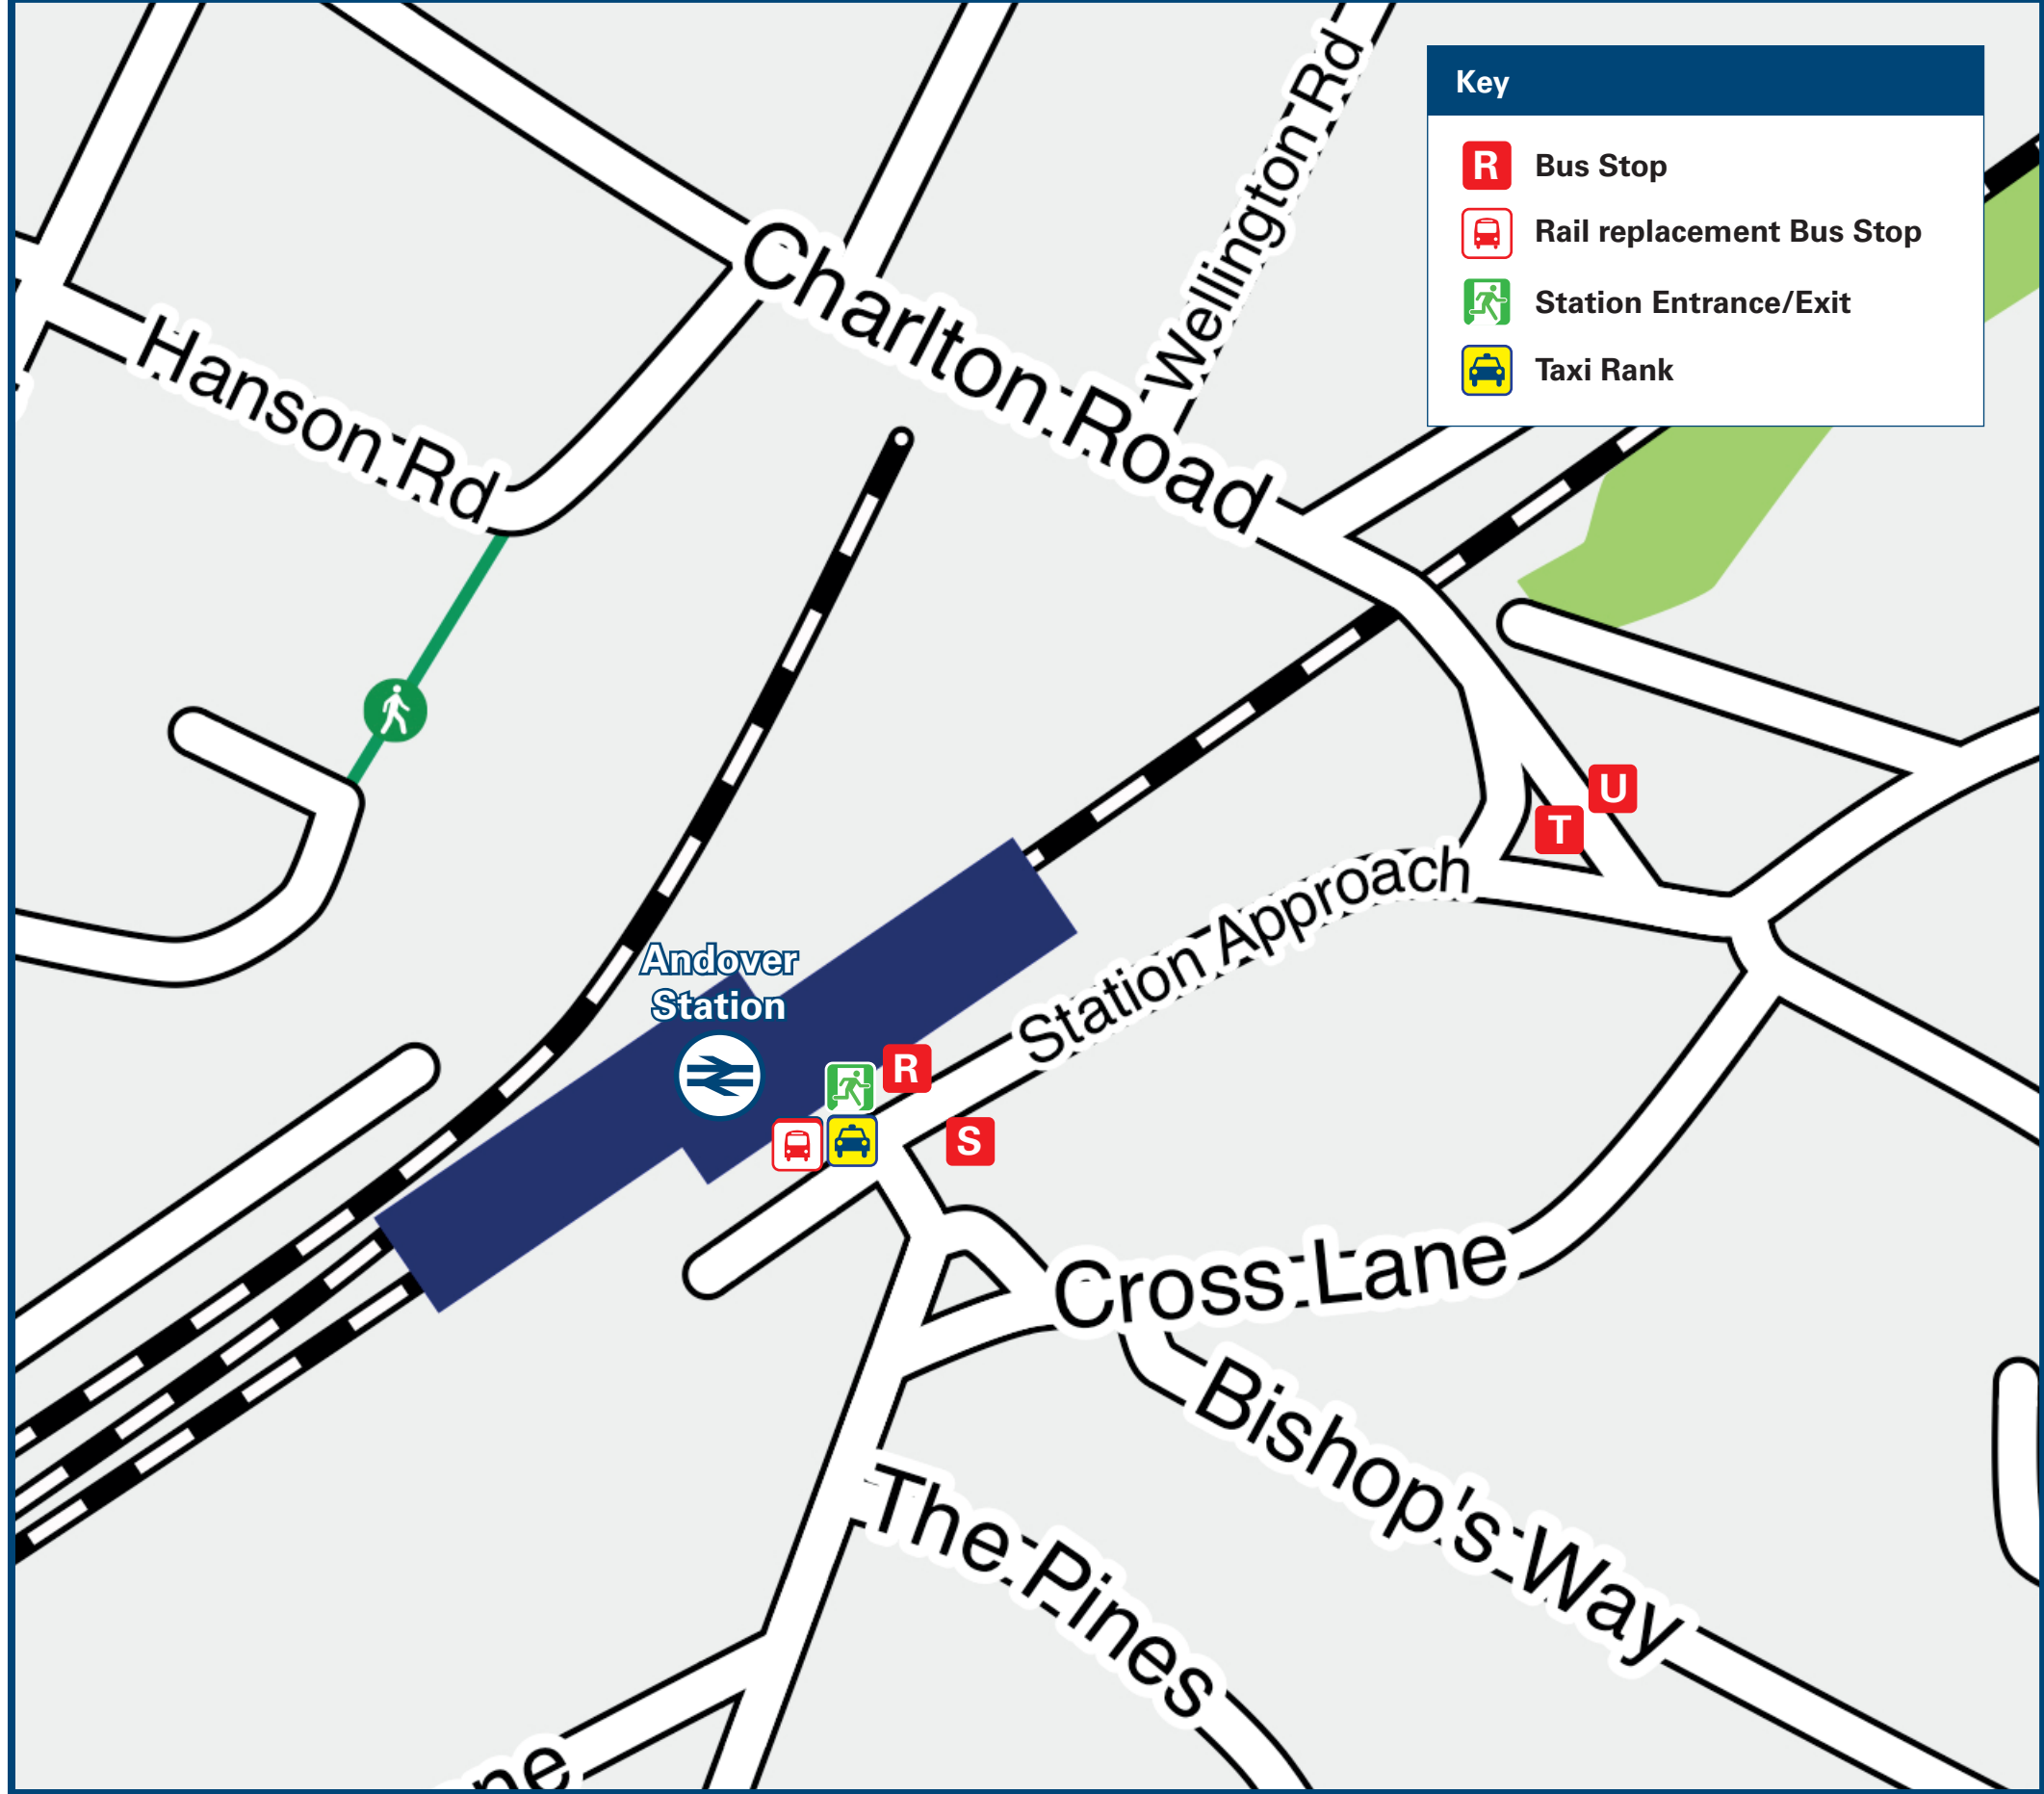 Key
R Bus Stop
Rail replacement Bus Stop
Station Entrance/Exit
Taxi Rank
Wellington Rd
Charlton Road
Hanson Rd
U
T
Station Approach
Andover
Station
R
S
Cross Lane
Bishop's Way
The Pines
ne